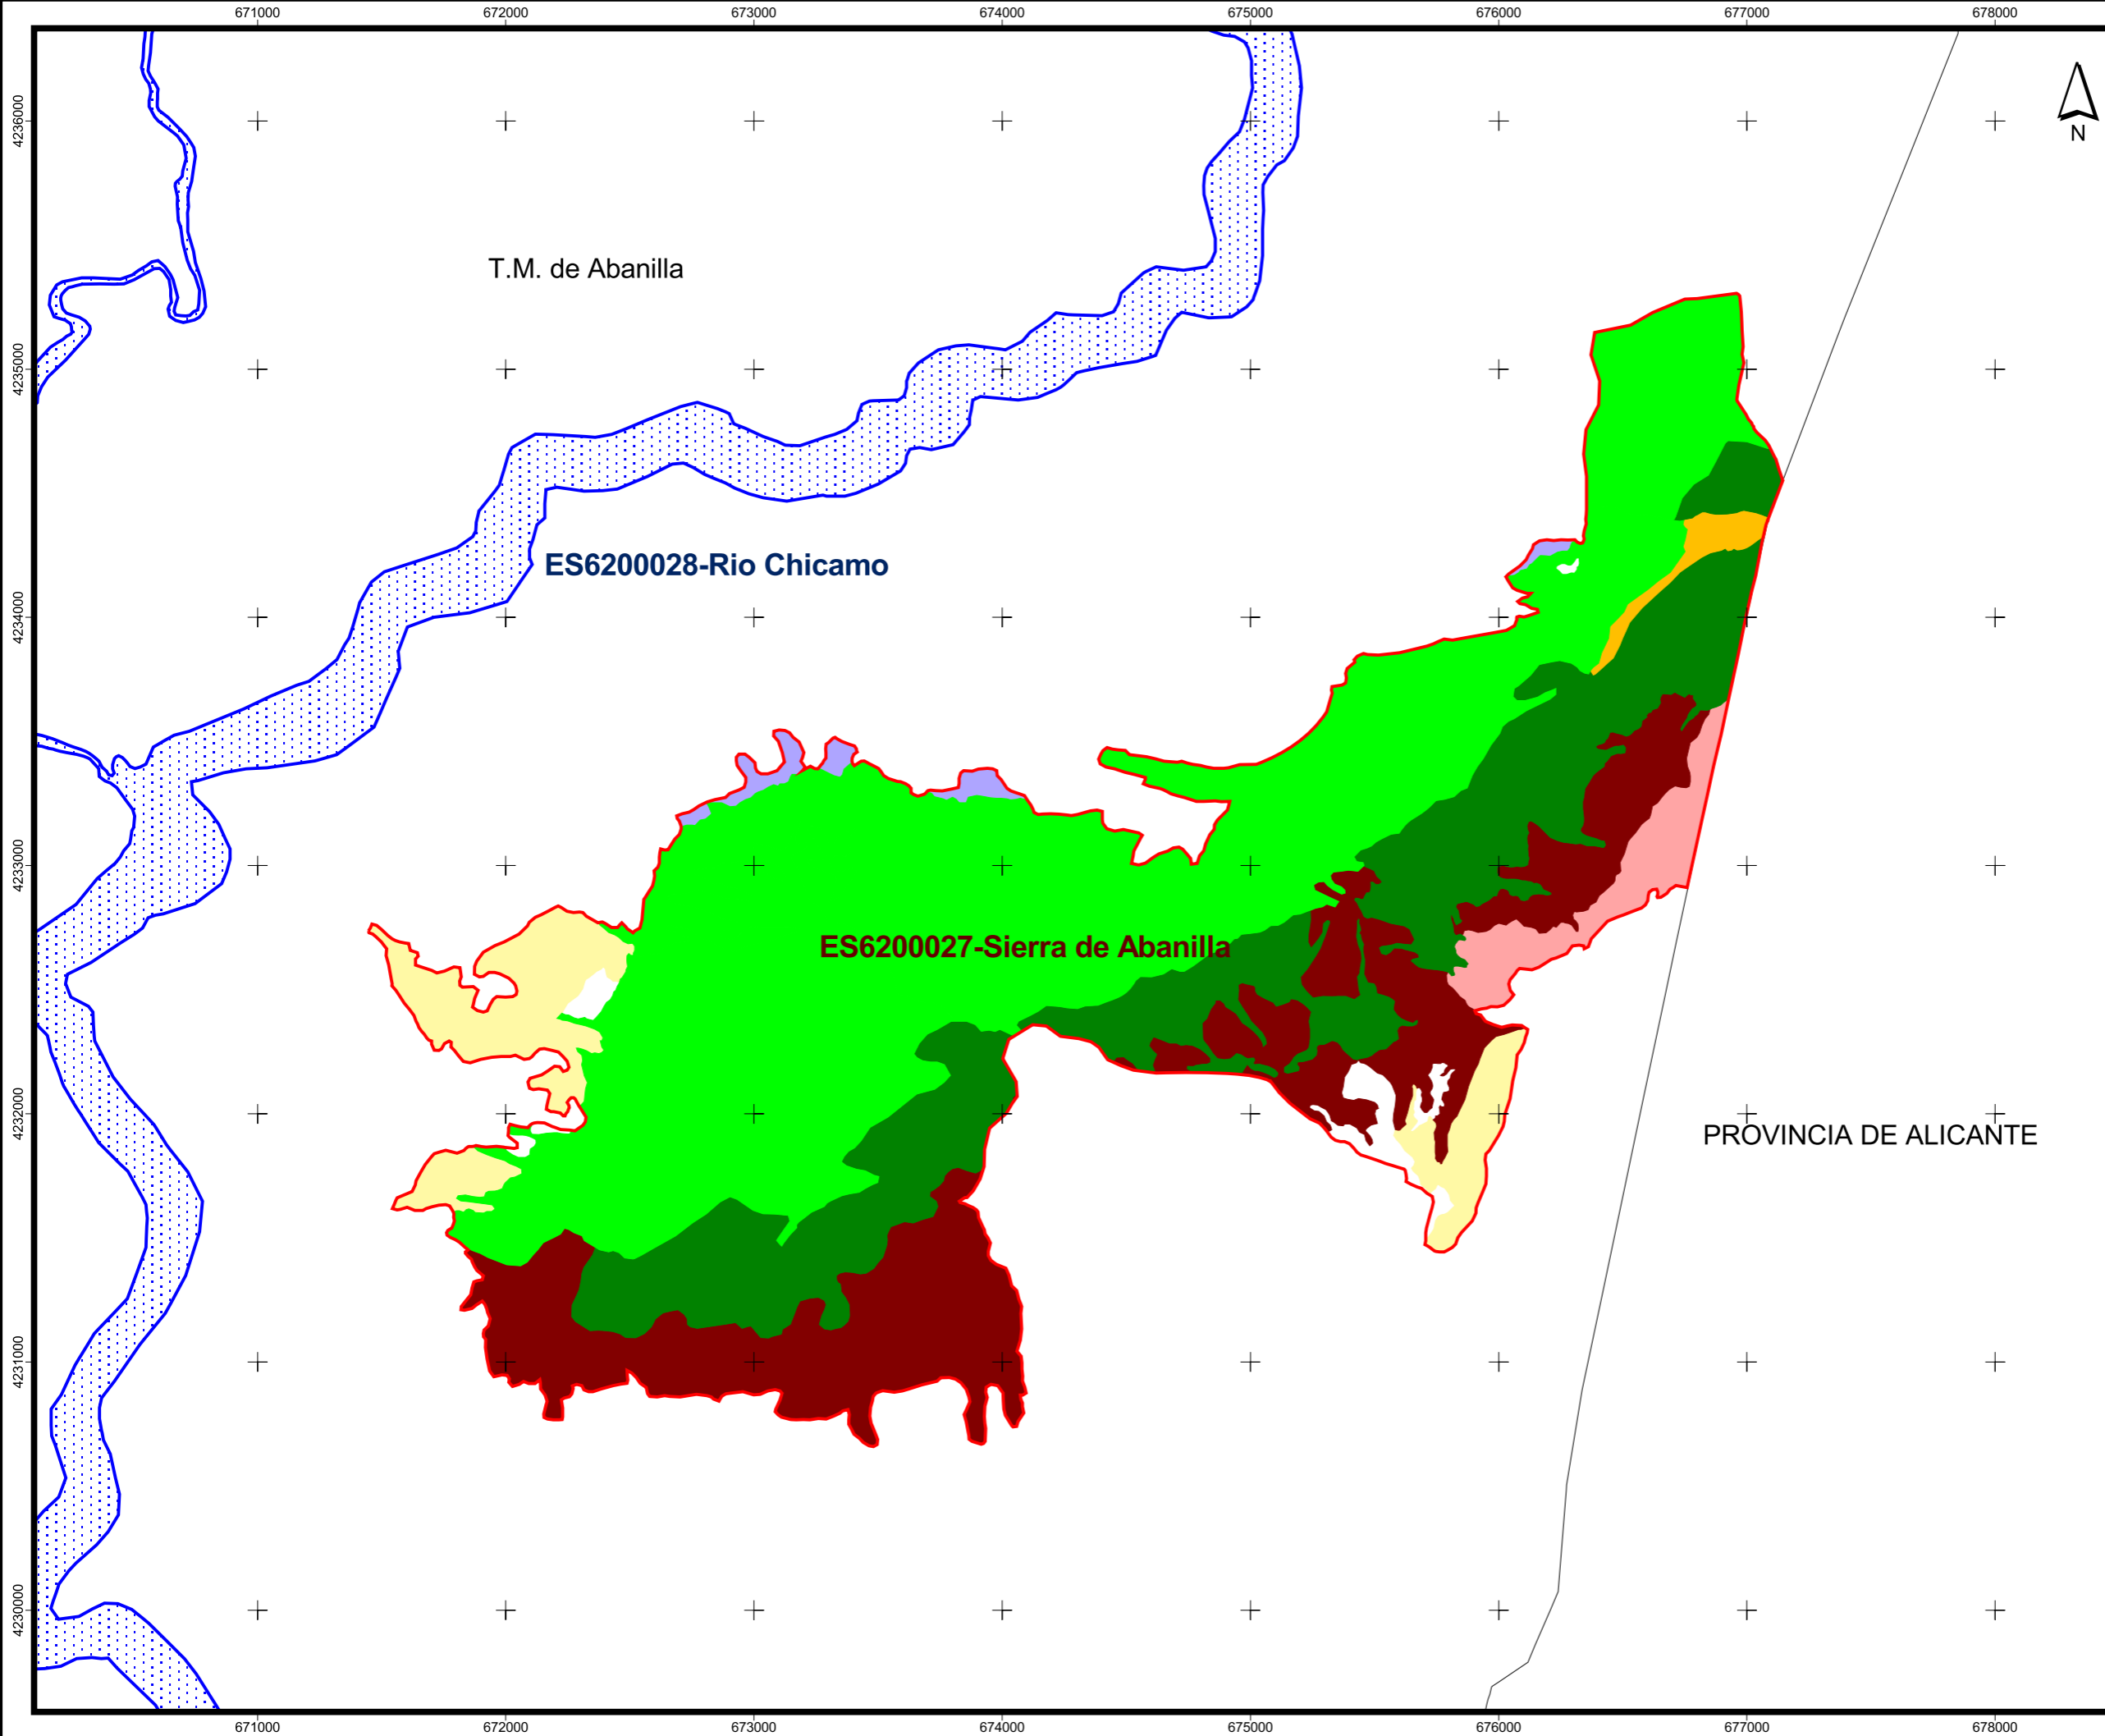 671000 672000 673000 674000 675000 676000 677000 678000
4236000
N
T.M. de Abanilla
4235000
ES6200028-Rio Chicamo
4234000
4233000
ES6200027-Sierra de Abanilla
4232000
PROVINCIA DE ALICANTE
4231000
4230000
671000 672000 673000 674000 675000 676000 677000 678000